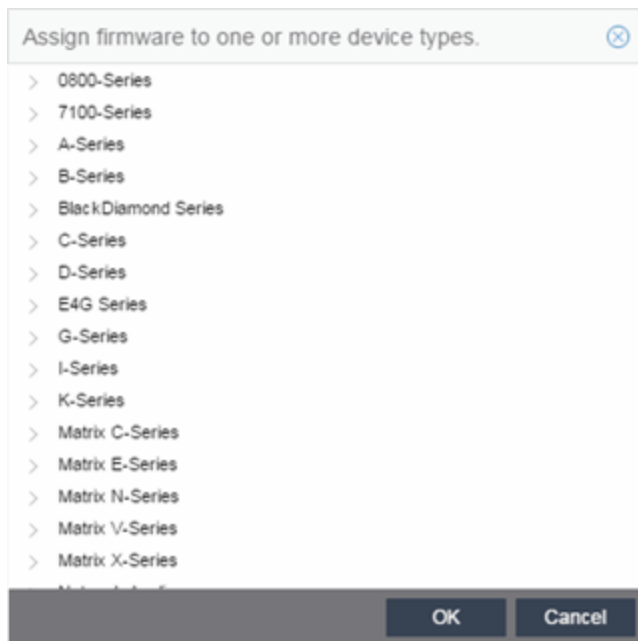 Assign firmware to one or more device types.
0800-Series
7100-Series
A-Series
B-Series
BlackDiamond Series
C-Series
D-Series
E4G Series
G-Series
I-Series
K-Series
Matrix C-Series
Matrix E-Series
Matrix N-Series
Matrix V-Series
Matrix X-Series
OK Cancel